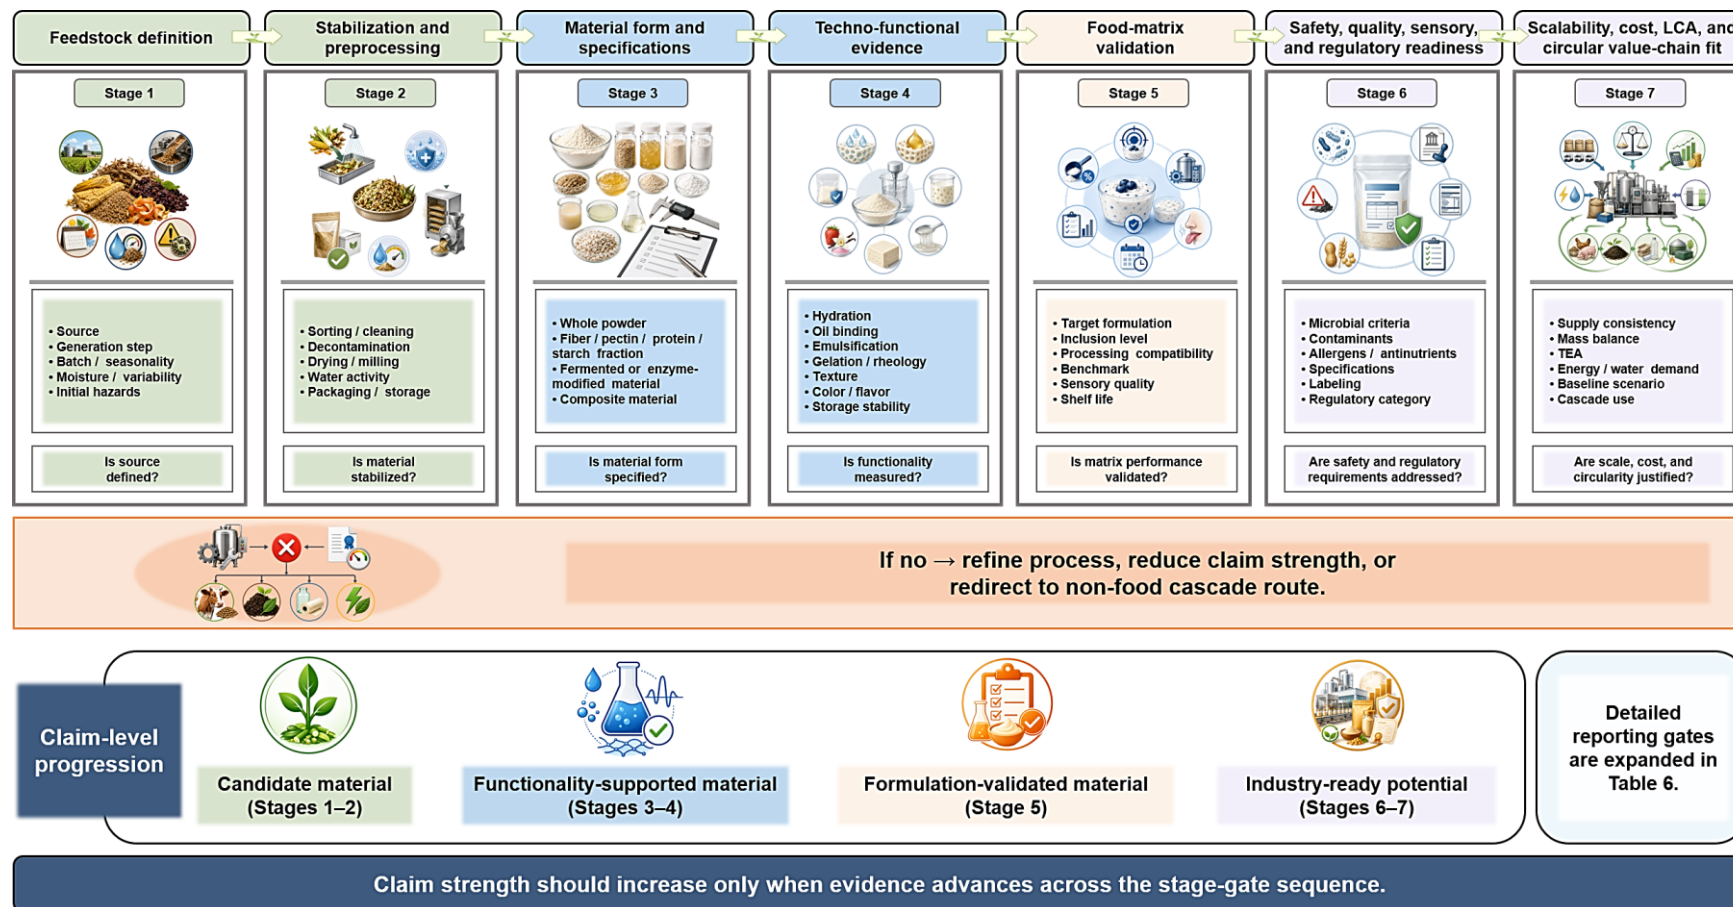 Feedstock definition
Stabilization and
preprocessing
Material form and
specifications
Techno-functional
evidence
Food-matrix
validation
Safety, quality, sensory,
and regulatory readiness
Scalability, cost, LCA, and
circular value-chain fit
Stage 1
Stage 2
Stage 3
Stage 4
Stage 5
Stage 6
Stage 7
• Source
• Generation step
• Batch / seasonality
• Moisture / variability
• Initial hazards
• Sorting / cleaning
• Decontamination
• Drying / milling
• Water activity
• Packaging / storage
• Whole powder
• Fiber / pectin / protein /
starch fraction
• Fermented or enzyme-
modified material
• Composite material
• Hydration
• Oil binding
• Emulsification
• Gelation / rheology
• Texture
• Color / flavor
• Storage stability
• Target formulation
• Inclusion level
• Processing compatibility
• Benchmark
• Sensory quality
• Shelf life
• Microbial criteria
• Contaminants
• Allergens / antinutrients
• Specifications
• Labeling
• Regulatory category
• Supply consistency
• Mass balance
• TEA
• Energy / water demand
• Baseline scenario
• Cascade use
Is source
defined?
Is material
stabilized?
Is material form
specified?
Is functionality
measured?
Is matrix performance
validated?
Are safety and regulatory
requirements addressed?
Are scale, cost, and
circularity justified?
If no → refine process, reduce claim strength, or
redirect to non-food cascade route.
Claim-level
progression
Candidate material
(Stages 1–2)
Functionality-supported material
(Stages 3–4)
Formulation-validated material
(Stage 5)
Industry-ready potential
(Stages 6–7)
Detailed
reporting gates
are expanded in
Table 6.
Claim strength should increase only when evidence advances across the stage-gate sequence.